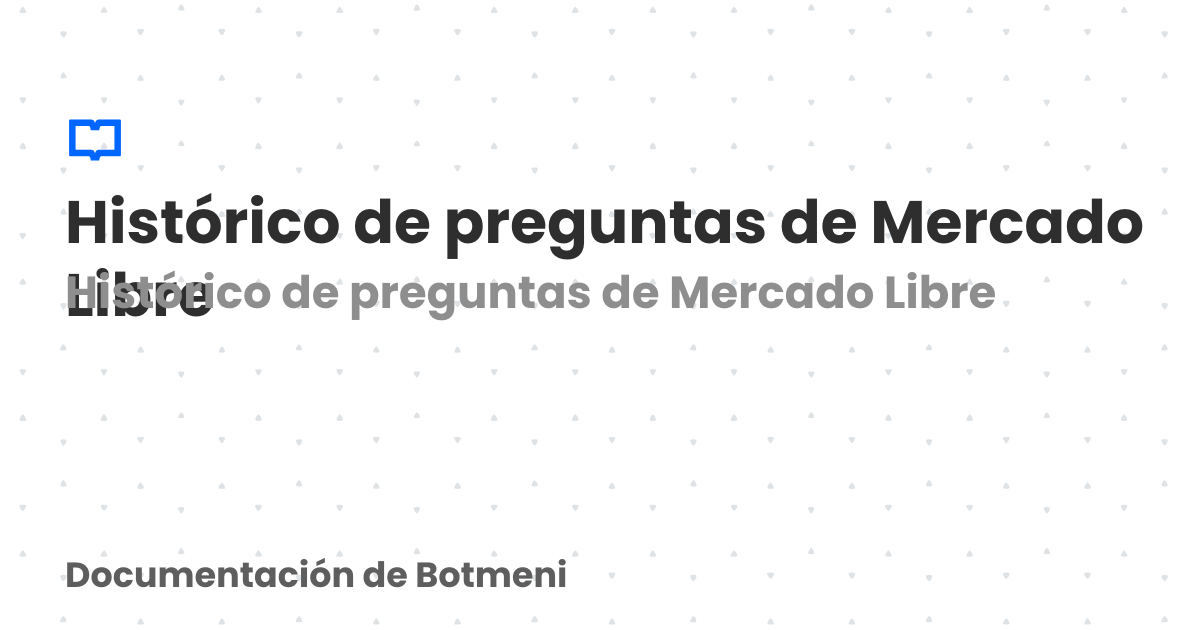 Histórico de preguntas de Mercado
Libre
Histórico de preguntas de Mercado Libre
Documentación de Botmeni